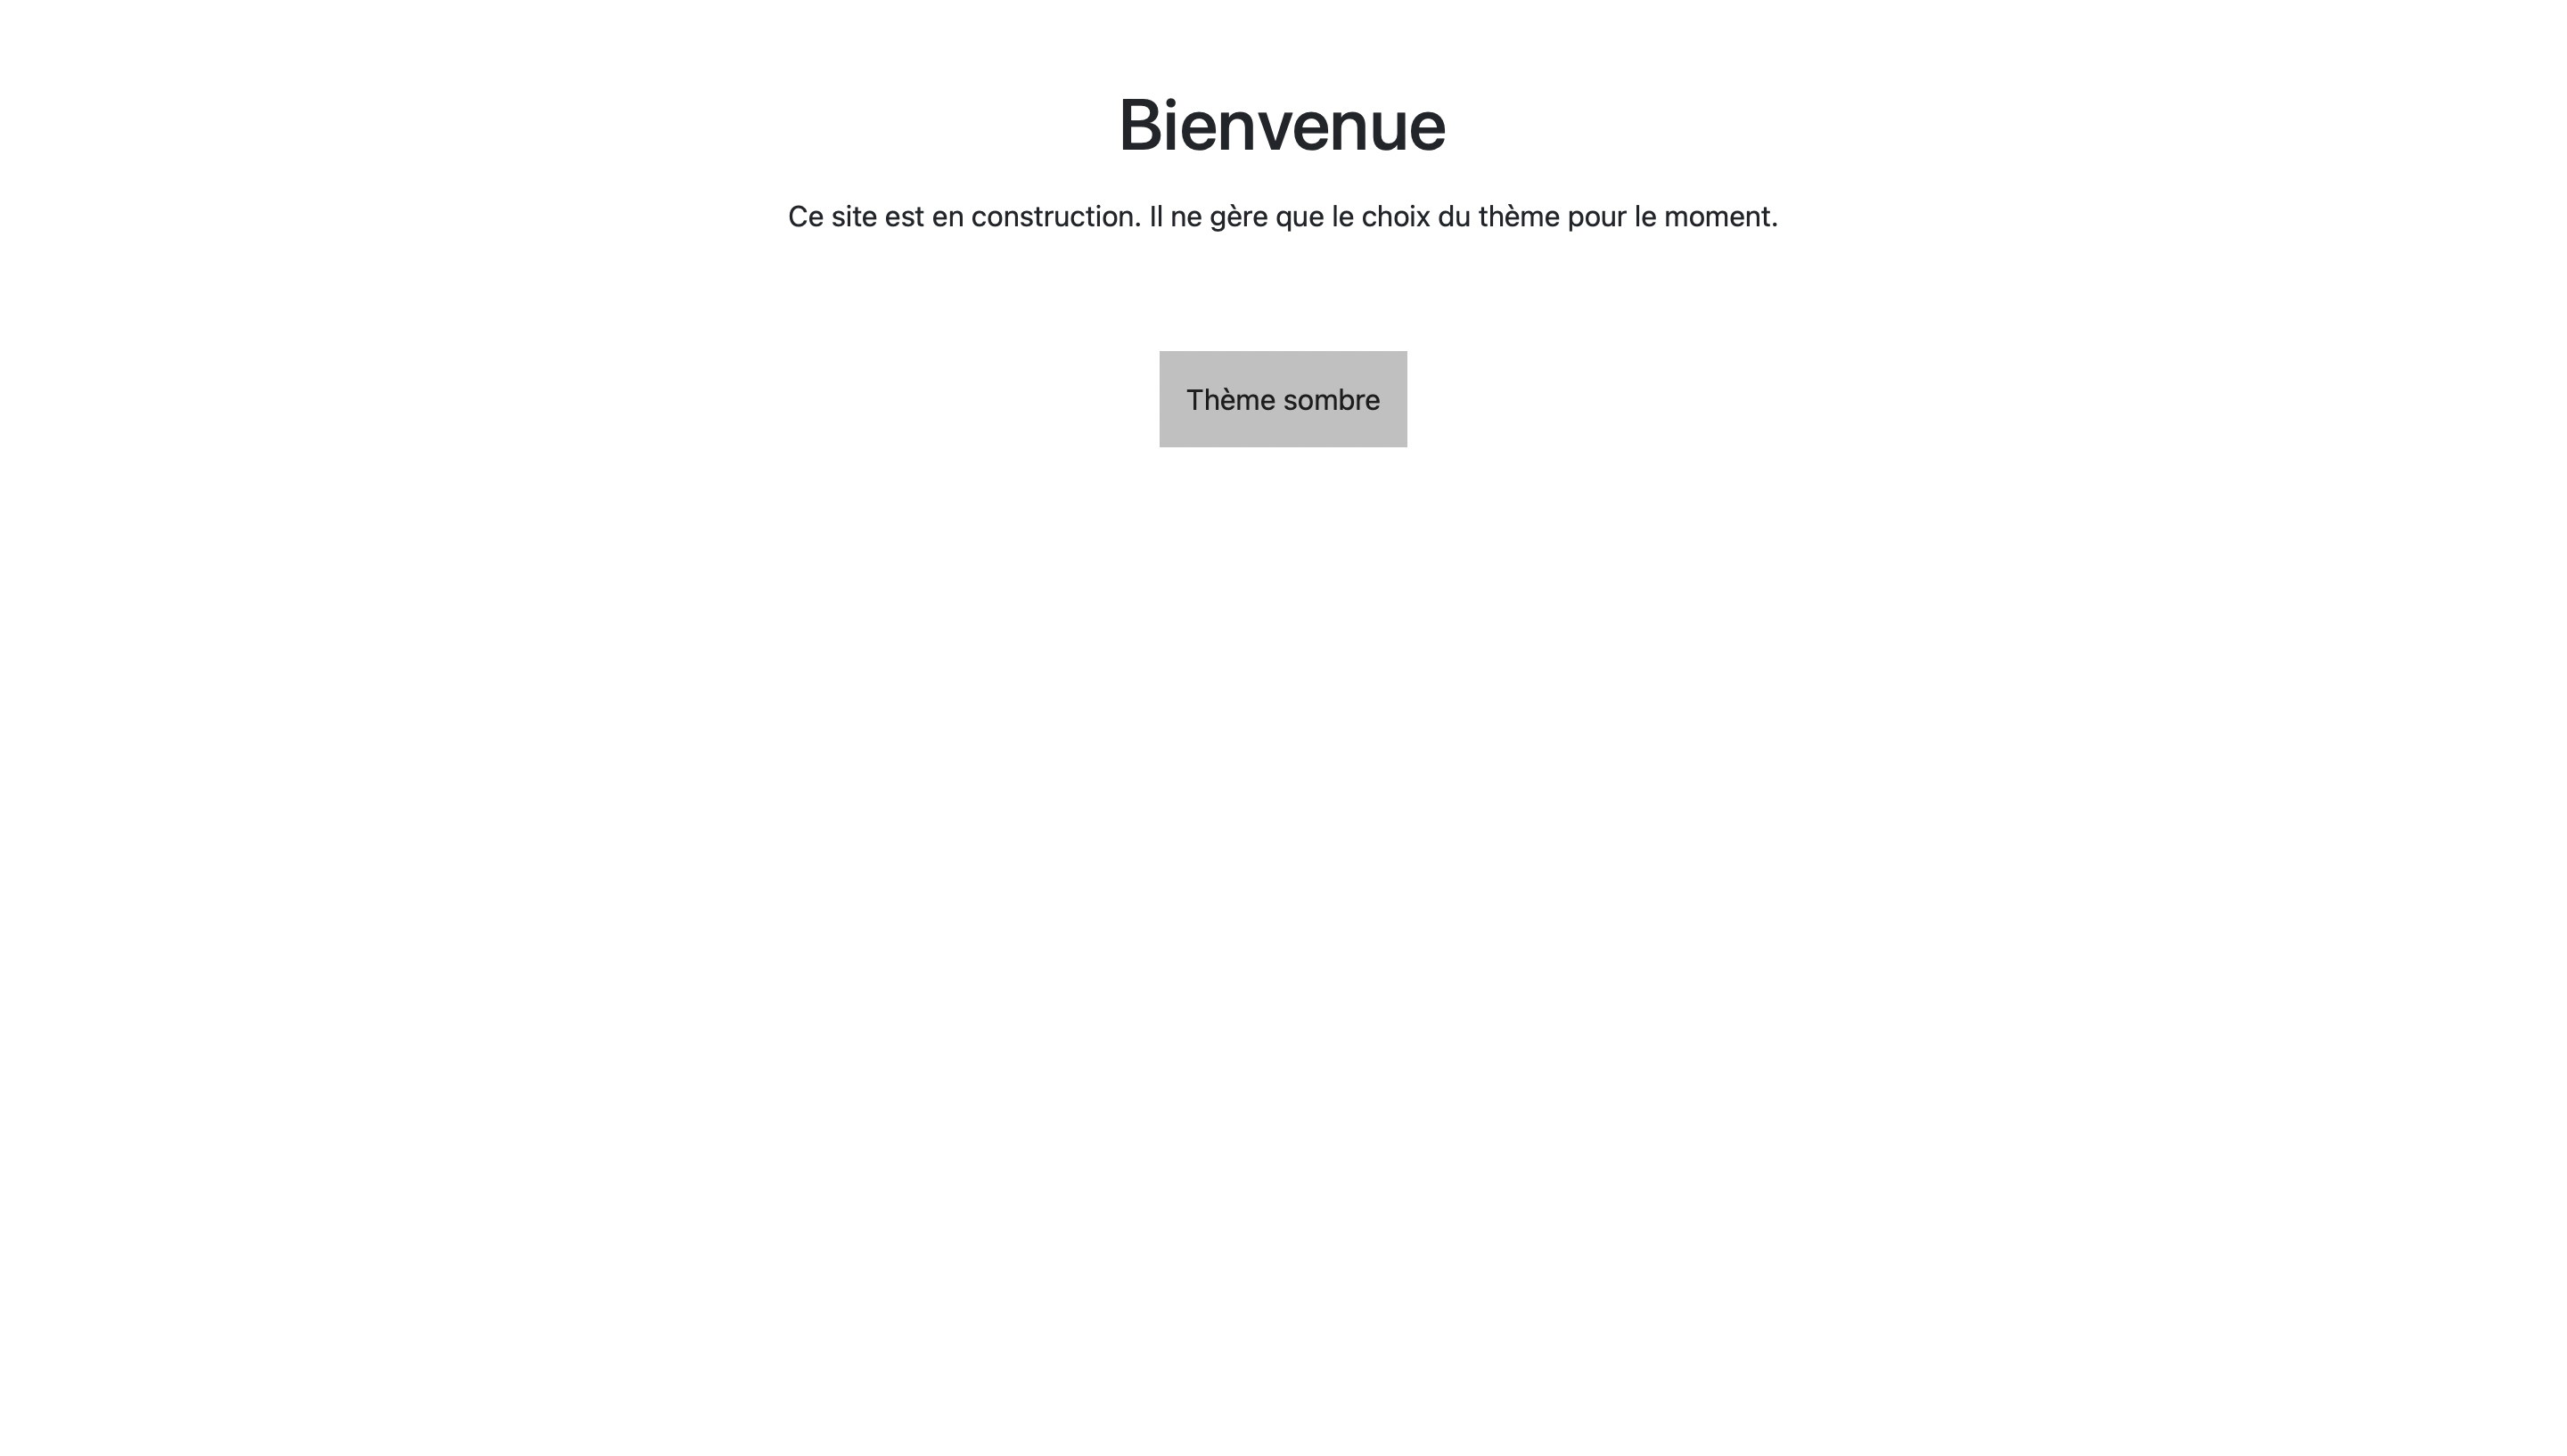 Bienvenue
Ce site est en construction. Il ne gère que le choix du thème pour le moment.
Thème sombre